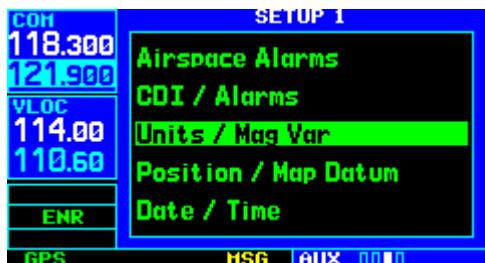 COM
118.300
121.900
VLOC
114.00
110.60
ENR
SETUP 1
Airspace Alarms
CDI / Alarms
Units / Mag Var
Position / Map Datum
Date / Time
GPS MSG AUX